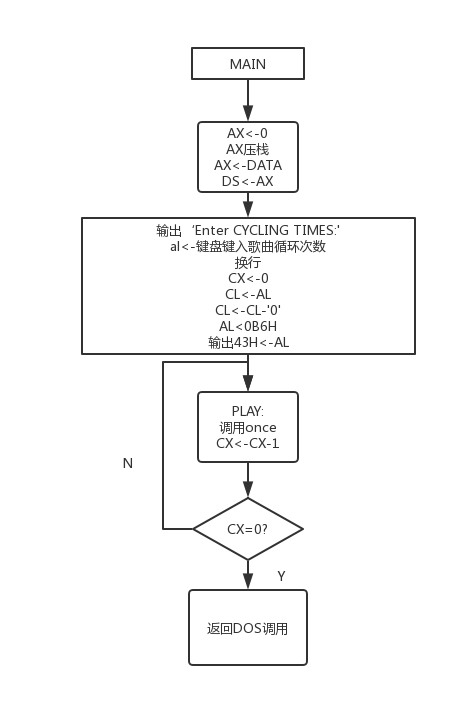 MAIN
AX<-0
AX压栈
AX<-DATA
DS<-AX
输出‘Enter CYCLING TIMES:'
al<-键盘键入歌曲循环次数
换行
CX<-0
CL<-AL
CL<-CL-'0'
AL<0B6H
输出43H<-AL
PLAY:
调用once
CX<-CX-1
N
CX=0?
Y
返回DOS调用